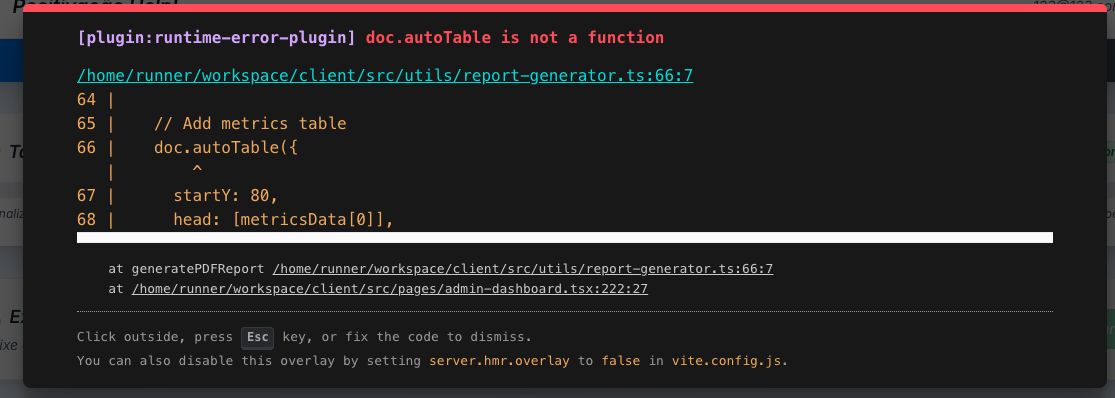 [plugin:runtime-error-plugin] doc.autoTable is not a function
/home/runner/workspace/client/src/utils/report-generator.ts:66:7
64 |
65 |    // Add metrics table
66 |    doc.autoTable({
   |        ^
67 |      startY: 80,
68 |      head: [metricsData[0]],
at generatePDFReport /home/runner/workspace/client/src/utils/report-generator.ts:66:7
at /home/runner/workspace/client/src/pages/admin-dashboard.tsx:222:27
Click outside, press Esc key, or fix the code to dismiss.
You can also disable this overlay by setting server.hmr.overlay to false in vite.config.js.